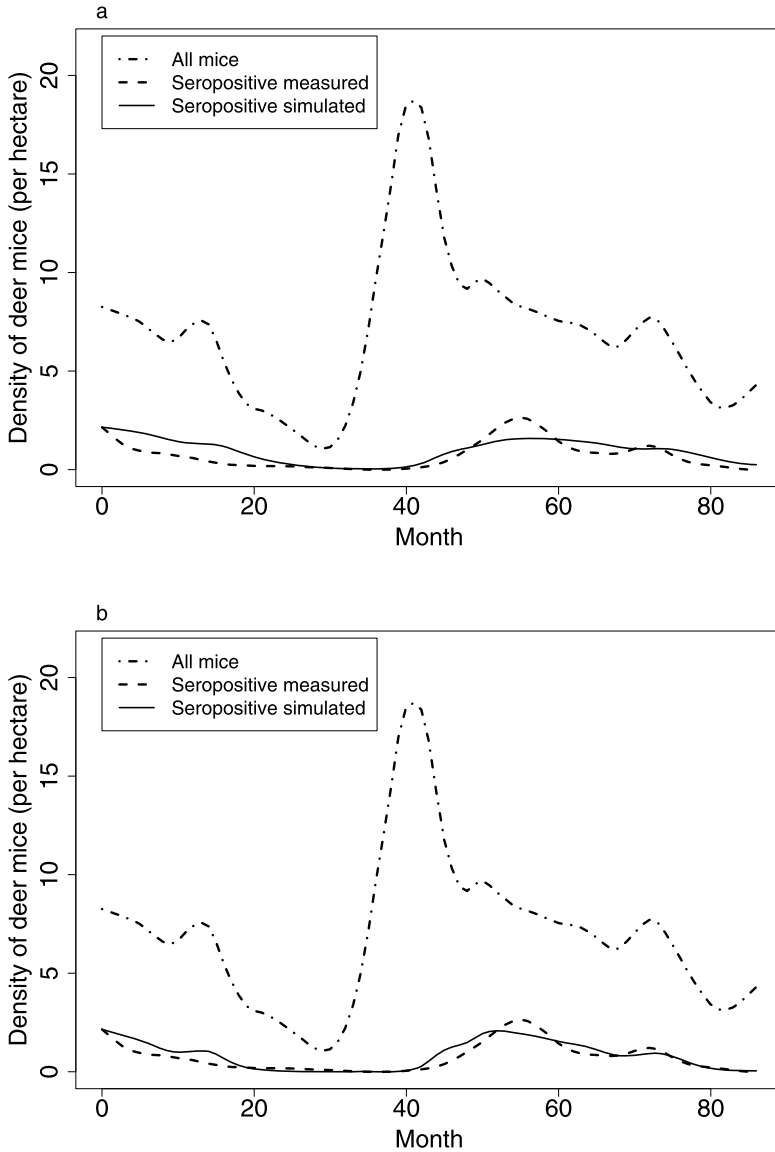 a
All mice
Seropositive measured
Seropositive simulated
Density of deer mice (per hectare)
20
15
10
5
0
0 20 40 60 80
Month
b
All mice
Seropositive measured
Seropositive simulated
Density of deer mice (per hectare)
20
15
10
5
0
0 20 40 60 80
Month